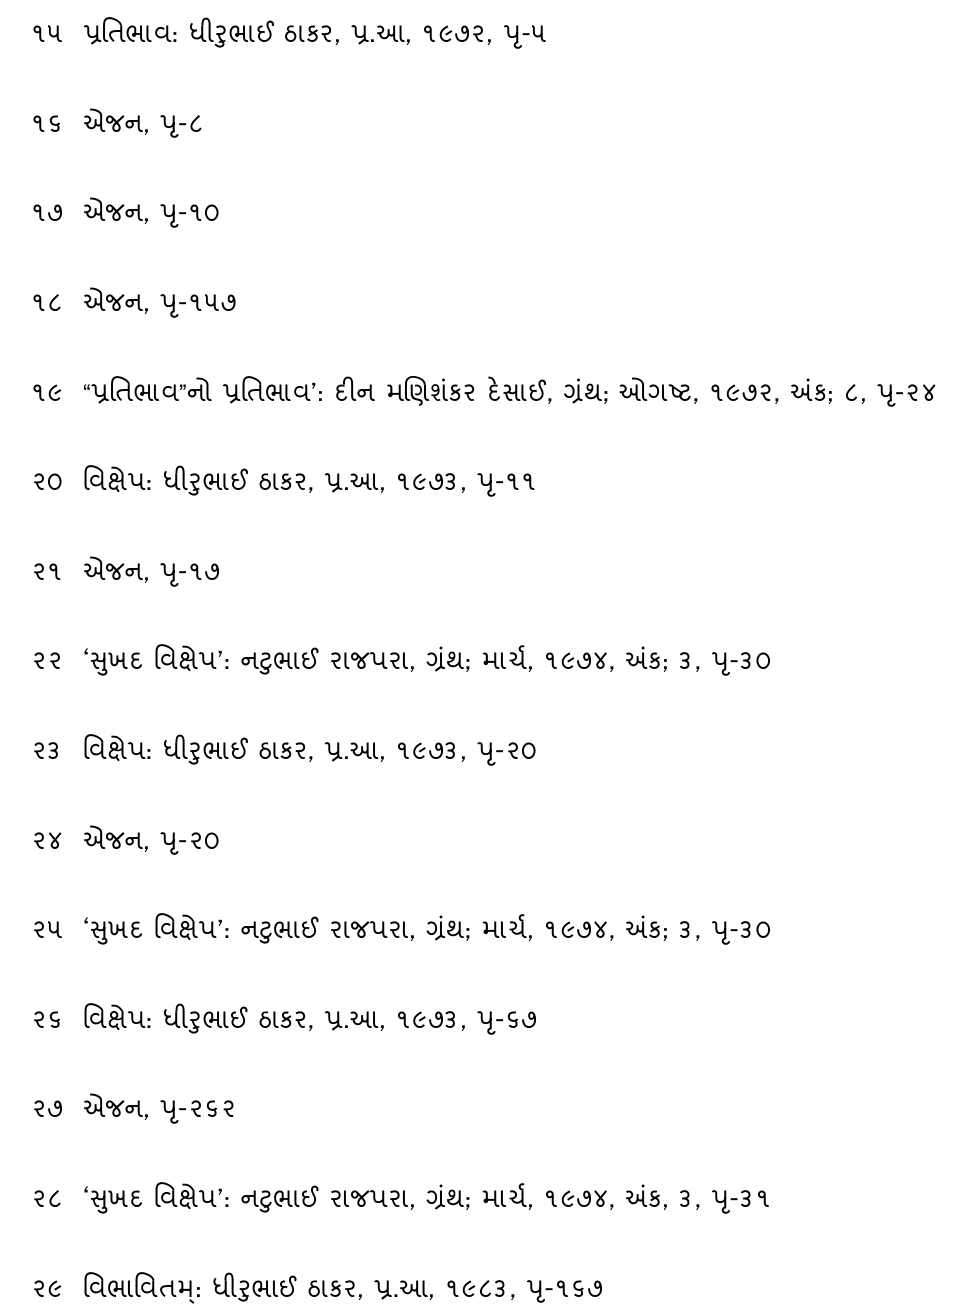 ૧૫ પ્રતિભાવ: ધીરુભાઈ ઠાકર, પ્ર.આ, ૧૯૭૨, પૃ-૫
૧૬ એજન, પૃ-૮
૧૭ એજન, પૃ-૧૦
૧૮ એજન, પૃ-૧૫૭
૧૯ “પ્રતિભાવ”નો પ્રતિભાવ’: દીન મણિશંકર દેસાઈ, ગ્રંથ; ઓગષ્ટ, ૧૯૭૨, અંક; ૮, પૃ-૨૪
૨૦ વિક્ષેપ: ધીરુભાઈ ઠાકર, પ્ર.આ, ૧૯૭૩, પૃ-૧૧
૨૧ એજન, પૃ-૧૭
૨૨ ‘સુખદ વિક્ષેપ’: નટુભાઈ રાજપરા, ગ્રંથ; માર્ચ, ૧૯૭૪, અંક; ૩, પૃ-૩૦
૨૩ વિક્ષેપ: ધીરુભાઈ ઠાકર, પ્ર.આ, ૧૯૭૩, પૃ-૨૦
૨૪ એજન, પૃ-૨૦
૨૫ ‘સુખદ વિક્ષેપ’: નટુભાઈ રાજપરા, ગ્રંથ; માર્ચ, ૧૯૭૪, અંક; ૩, પૃ-૩૦
૨૬ વિક્ષેપ: ધીરુભાઈ ઠાકર, પ્ર.આ, ૧૯૭૩, પૃ-૬૭
૨૭ એજન, પૃ-૨૬૨
૨૮ ‘સુખદ વિક્ષેપ’: નટુભાઈ રાજપરા, ગ્રંથ; માર્ચ, ૧૯૭૪, અંક, ૩, પૃ-૩૧
૨૯ વિભાવિતમ્: ધીરુભાઈ ઠાકર, પ્ર.આ, ૧૯૮૩, પૃ-૧૬૭